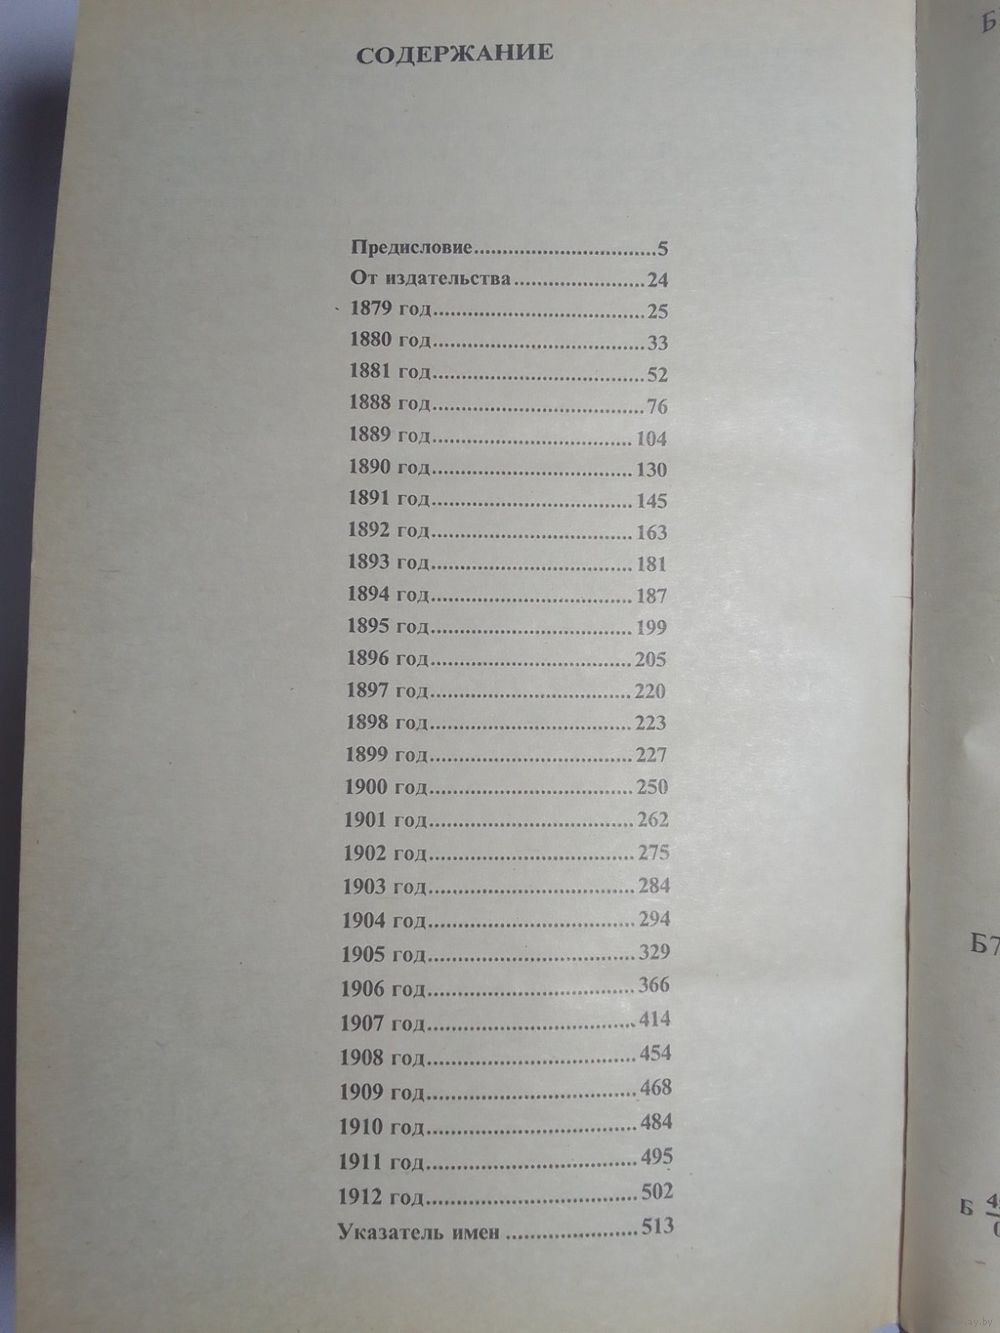 СОДЕРЖАНИЕ
Предисловие................................5
От издательства.......................24
1879 год.....................................25
1880 год.....................................33
1881 год.....................................52
1888 год.....................................76
1889 год...................................104
1890 год...................................130
1891 год...................................145
1892 год...................................163
1893 год...................................181
1894 год...................................187
1895 год...................................199
1896 год...................................205
1897 год...................................220
1898 год...................................223
1899 год...................................227
1900 год...................................250
1901 год...................................262
1902 год...................................275
1903 год...................................284
1904 год...................................294
1905 год...................................329
1906 год...................................366
1907 год...................................414
1908 год...................................454
1909 год...................................468
1910 год...................................484
1911 год...................................495
1912 год...................................502
Указатель имен .......................513
Б7
Б